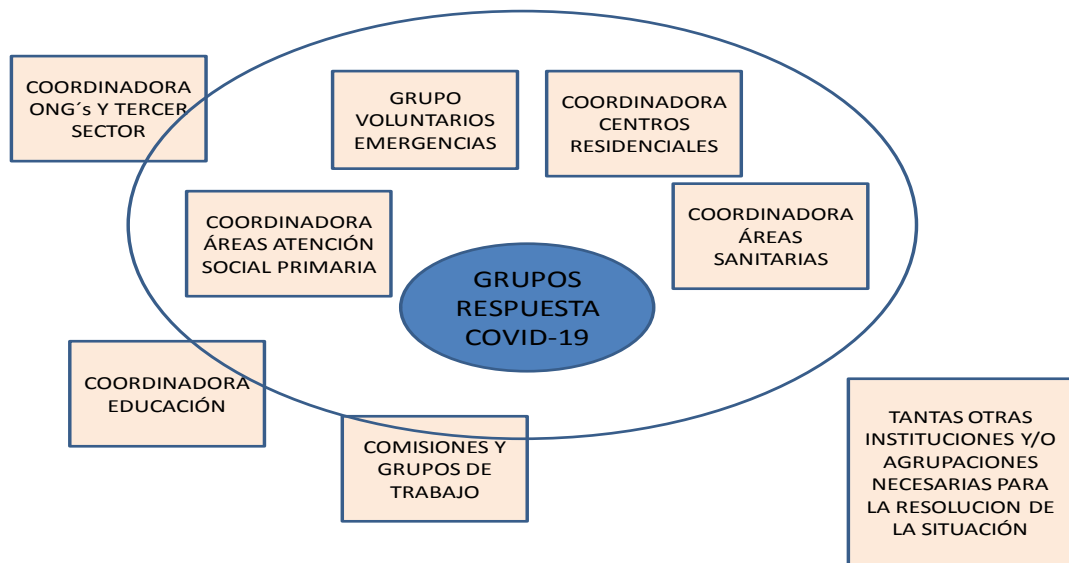 COORDINADORA
ONG´s Y TERCER
SECTOR
GRUPO
VOLUNTARIOS
EMERGENCIAS
COORDINADORA
CENTROS
RESIDENCIALES
COORDINADORA
ÁREAS ATENCIÓN
SOCIAL PRIMARIA
COORDINADORA
ÁREAS
SANITARIAS
GRUPOS
RESPUESTA
COVID-19
COORDINADORA
EDUCACIÓN
COMISIONES Y
GRUPOS DE
TRABAJO
TANTAS OTRAS
INSTITUCIONES Y/O
AGRUPACIONES
NECESARIAS PARA
LA RESOLUCION DE
LA SITUACIÓN